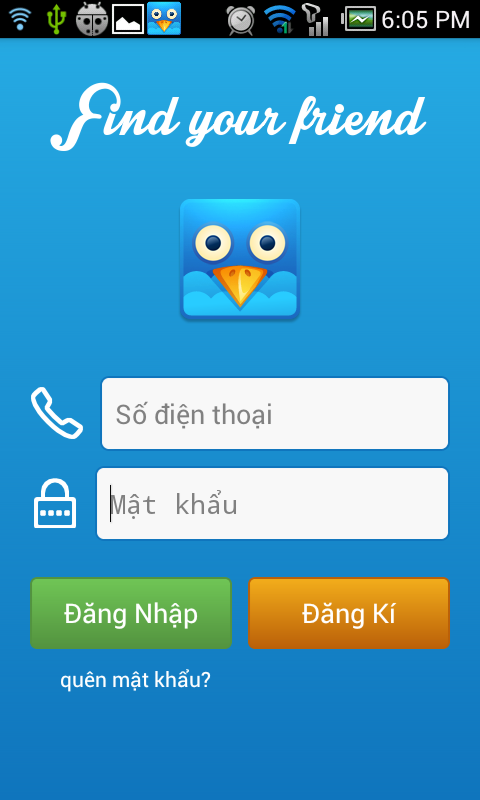 6:05 PM
Find your friend
Số điện thoại
Mật khẩu
Đăng Nhập
Đăng Kí
quên mật khẩu?